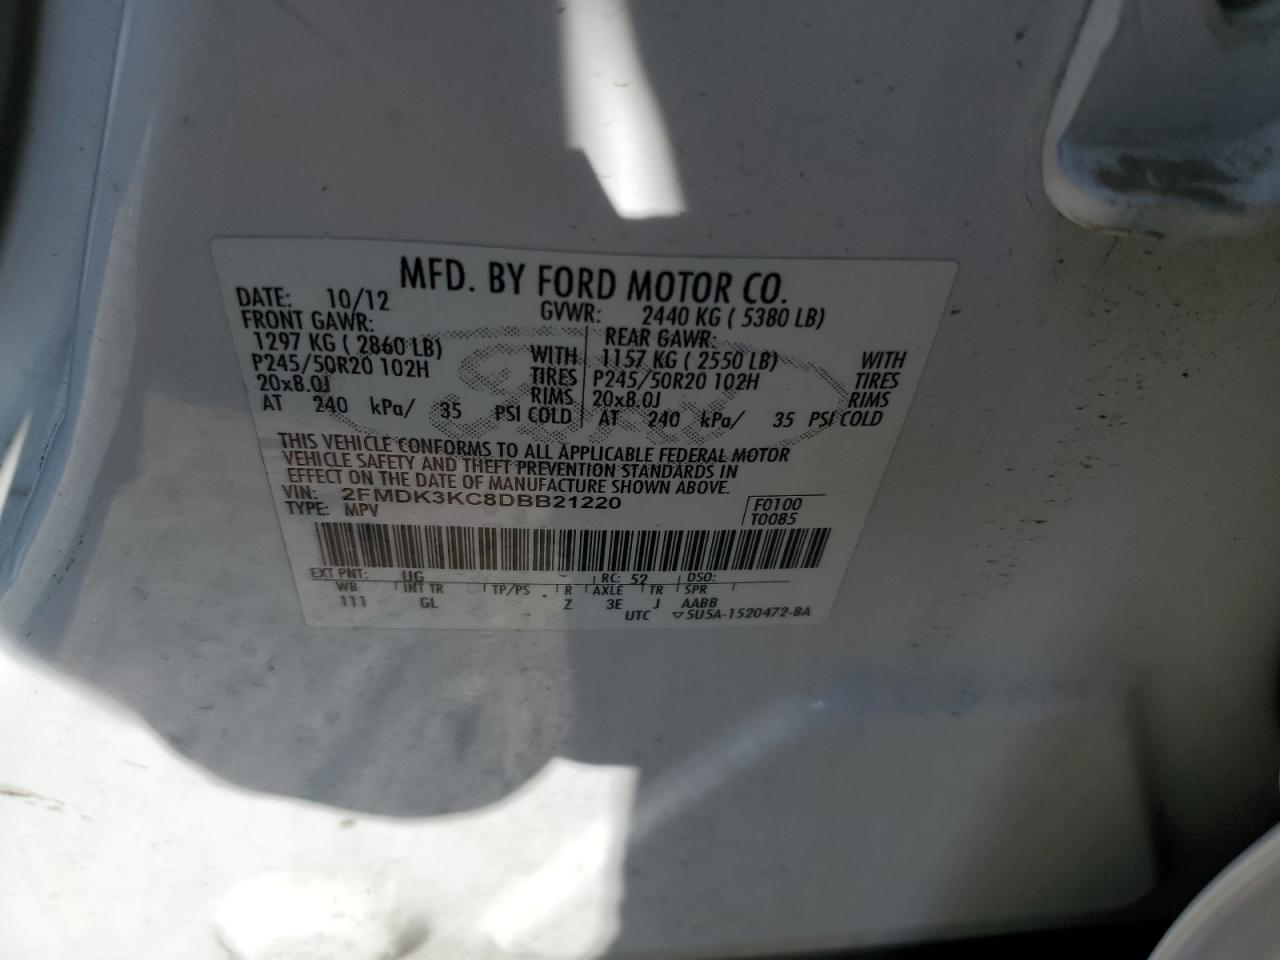 MFD. BY FORD MOTOR CO.
DATE: 10/12 GVWR: 2440 KG ( 5380 LB)
FRONT GAWR: REAR GAWR:
1297 KG ( 2860 LB) WITH 1157 KG ( 2550 LB) WITH
P245/50R20 102H TIRES P245/50R20 102H TIRES
20x8.0J RIMS 20x8.0J RIMS
AT 240 kPa/ 35 PSI COLD AT 240 kPa/ 35 PSI COLD
THIS VEHICLE CONFORMS TO ALL APPLICABLE FEDERAL MOTOR
VEHICLE SAFETY AND THEFT PREVENTION STANDARDS IN
EFFECT ON THE DATE OF MANUFACTURE SHOWN ABOVE.
VIN: 2FMDK3KC8DBB21220 F0100
TYPE: MPV T0085
EXT PNT: UG RC: 52 DSO:
WB INT TR TP/PS R AXLE TR SPR
111 GL Z 3E J AABB
UTC ▽5U5A-1520472-BA